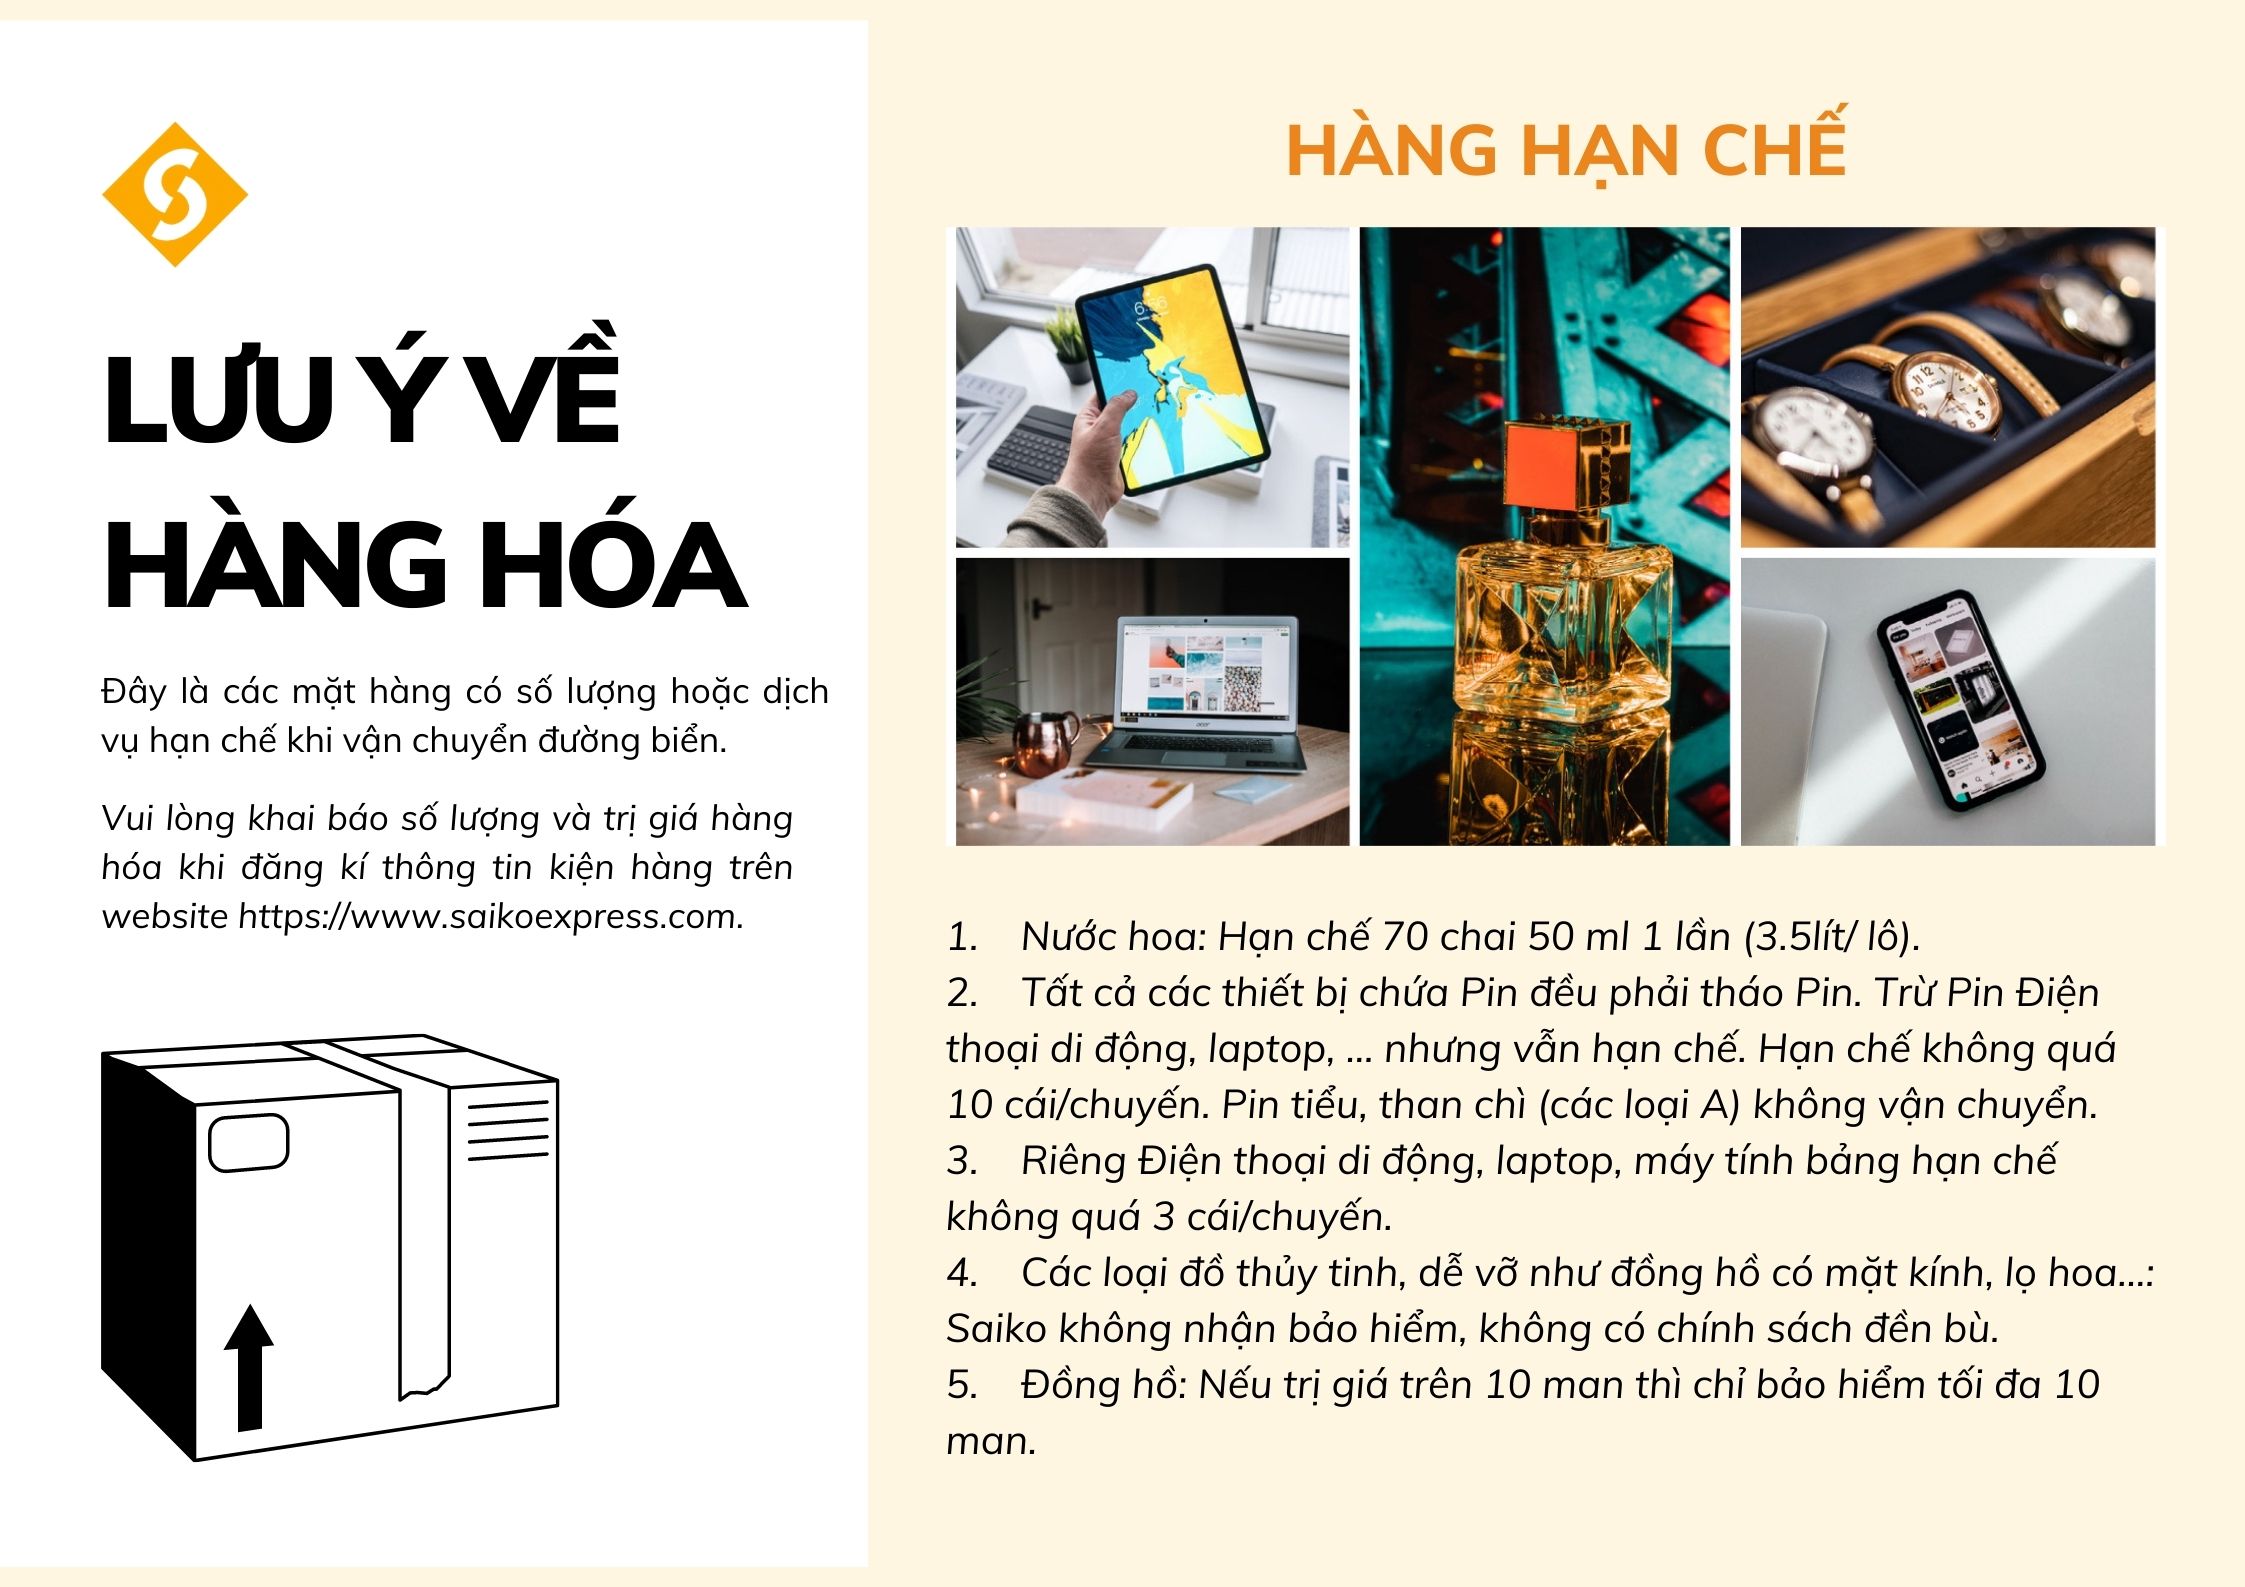 LƯU Ý VỀ
HÀNG HÓA
Đây là các mặt hàng có số lượng hoặc dịch
vụ hạn chế khi vận chuyển đường biển.
Vui lòng khai báo số lượng và trị giá hàng
hóa khi đăng kí thông tin kiện hàng trên
website https://www.saikoexpress.com.
HÀNG HẠN CHẾ
6:56
acer
1. Nước hoa: Hạn chế 70 chai 50 ml 1 lần (3.5lít/ lô).
2. Tất cả các thiết bị chứa Pin đều phải tháo Pin. Trừ Pin Điện
thoại di động, laptop, ... nhưng vẫn hạn chế. Hạn chế không quá
10 cái/chuyến. Pin tiểu, than chì (các loại A) không vận chuyển.
3. Riêng Điện thoại di động, laptop, máy tính bảng hạn chế
không quá 3 cái/chuyến.
4. Các loại đồ thủy tinh, dễ vỡ như đồng hồ có mặt kính, lọ hoa...:
Saiko không nhận bảo hiểm, không có chính sách đền bù.
5. Đồng hồ: Nếu trị giá trên 10 man thì chỉ bảo hiểm tối đa 10
man.